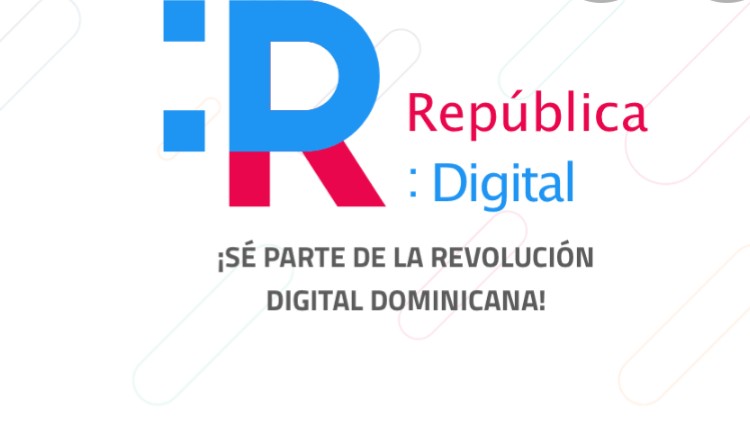 República
: Digital
¡SÉ PARTE DE LA REVOLUCIÓN
DIGITAL DOMINICANA!